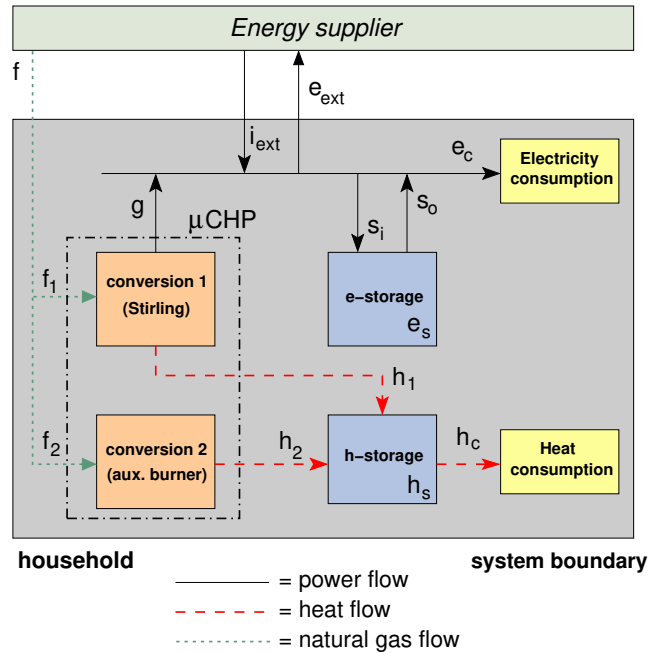 Energy supplier
f
e_ext
i_ext
e_c
Electricity
consumption
g
s_i
s_o
μCHP
f_1
conversion 1
(Stirling)
e-storage
e_s
h_1
f_2
conversion 2
(aux. burner)
h_2
h-storage
h_s
h_c
Heat
consumption
household
system boundary
= power flow
= heat flow
= natural gas flow